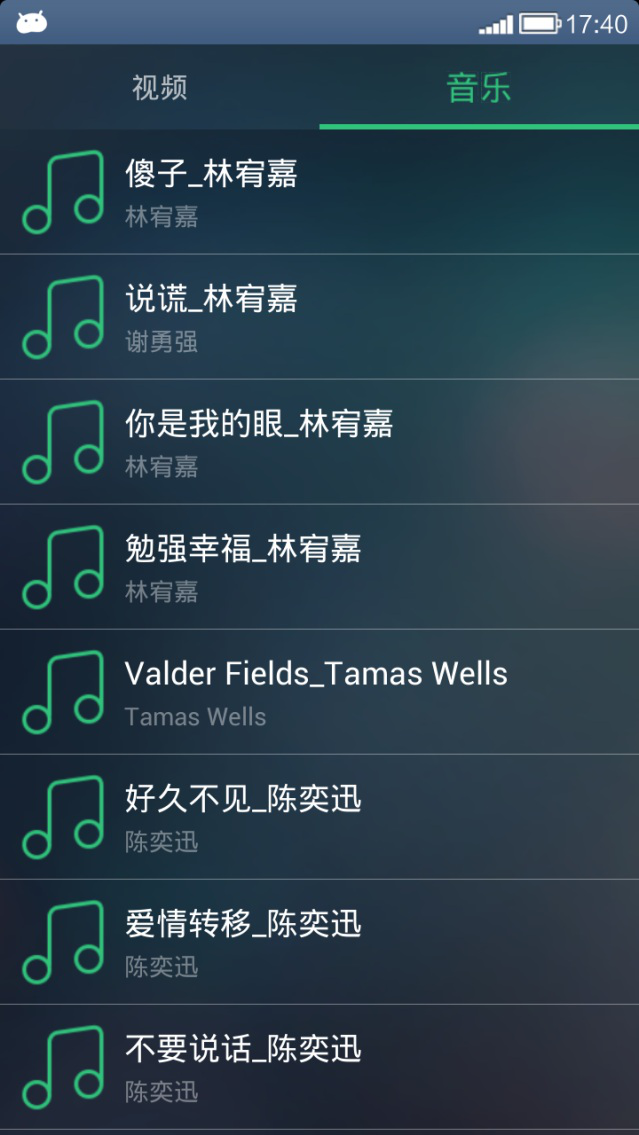 17:40
视频
音乐
傻子_林宥嘉
林宥嘉
说谎_林宥嘉
谢勇强
你是我的眼_林宥嘉
林宥嘉
勉强幸福_林宥嘉
林宥嘉
Valder Fields_Tamas Wells
Tamas Wells
好久不见_陈奕迅
陈奕迅
爱情转移_陈奕迅
陈奕迅
不要说话_陈奕迅
陈奕迅